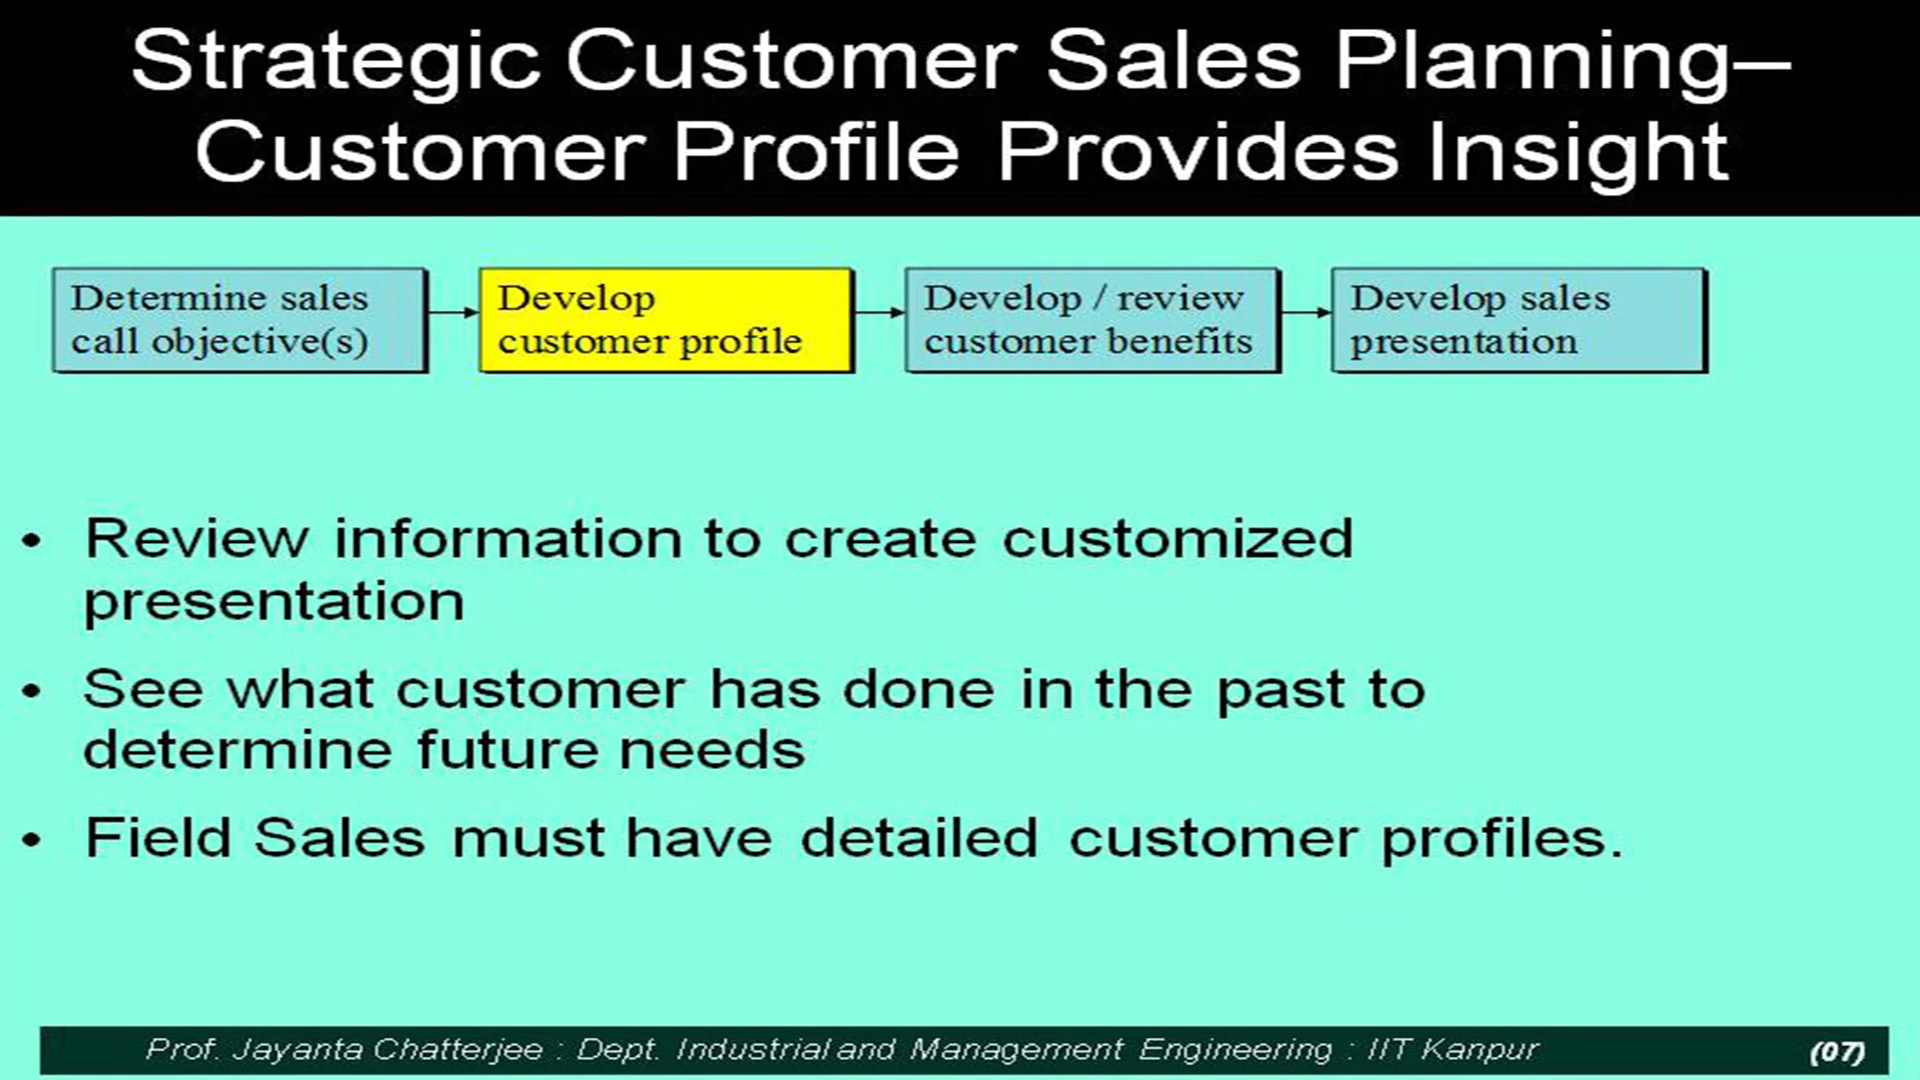 Strategic Customer Sales Planning–
Customer Profile Provides Insight
Determine sales
call objective(s)
Develop
customer profile
Develop / review
customer benefits
Develop sales
presentation
• Review information to create customized
presentation
• See what customer has done in the past to
determine future needs
• Field Sales must have detailed customer profiles.
Prof. Jayanta Chatterjee : Dept. Industrial and Management Engineering : IIT Kanpur (07)